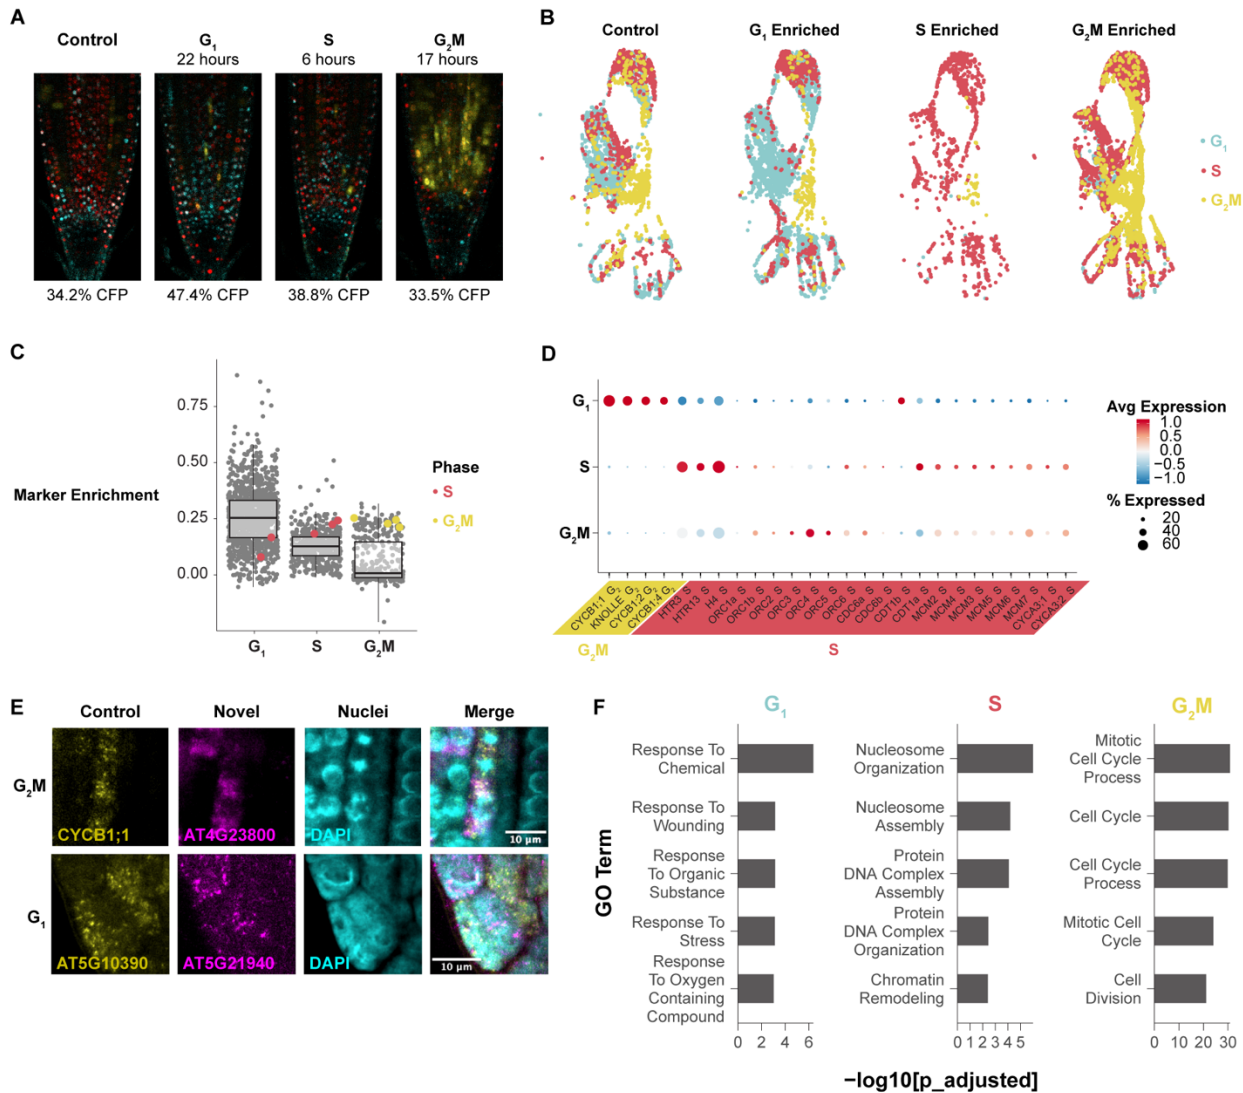 A
Control
G1
22 hours
S
6 hours
G2M
17 hours
34.2% CFP
47.4% CFP
38.8% CFP
33.5% CFP
B
Control
G1 Enriched
S Enriched
G2M Enriched
G1
S
G2M
C
Marker Enrichment
0.75
0.50
0.25
0.00
G1
S
G2M
Phase
S
G2M
D
G1
S
G2M
CYCB1;1 G2
KNOLLE G2
CYCB1;2 G2
CYCB1;4 G2
HTR3 S
HTR13 S
H4 S
ORC1a S
ORC1b S
ORC2 S
ORC3 S
ORC4 S
ORC5 S
ORC6 S
CDC6a S
CDC6b S
CDT1b S
CDT1a S
MCM2 S
MCM4 S
MCM3 S
MCM5 S
MCM6 S
MCM7 S
CYCA3;1 S
CYCA3;2 S
G2M
S
Avg Expression
1.0
0.5
0.0
−0.5
−1.0
% Expressed
20
40
60
E
Control
Novel
Nuclei
Merge
G2M
CYCB1;1
AT4G23800
DAPI
10 μm
G1
AT5G10390
AT5G21940
DAPI
10 μm
F
GO Term
G1
Response To
Chemical
Response To
Wounding
Response
To Organic
Substance
Response To
Stress
Response
To Oxygen
Containing
Compound
0 2 4 6
S
Nucleosome
Organization
Nucleosome
Assembly
Protein
DNA Complex
Assembly
Protein
DNA Complex
Organization
Chromatin
Remodeling
0 1 2 3 4 5
G2M
Mitotic
Cell Cycle
Process
Cell Cycle
Cell Cycle
Process
Mitotic Cell
Cycle
Cell
Division
0 10 20 30
−log10[p_adjusted]